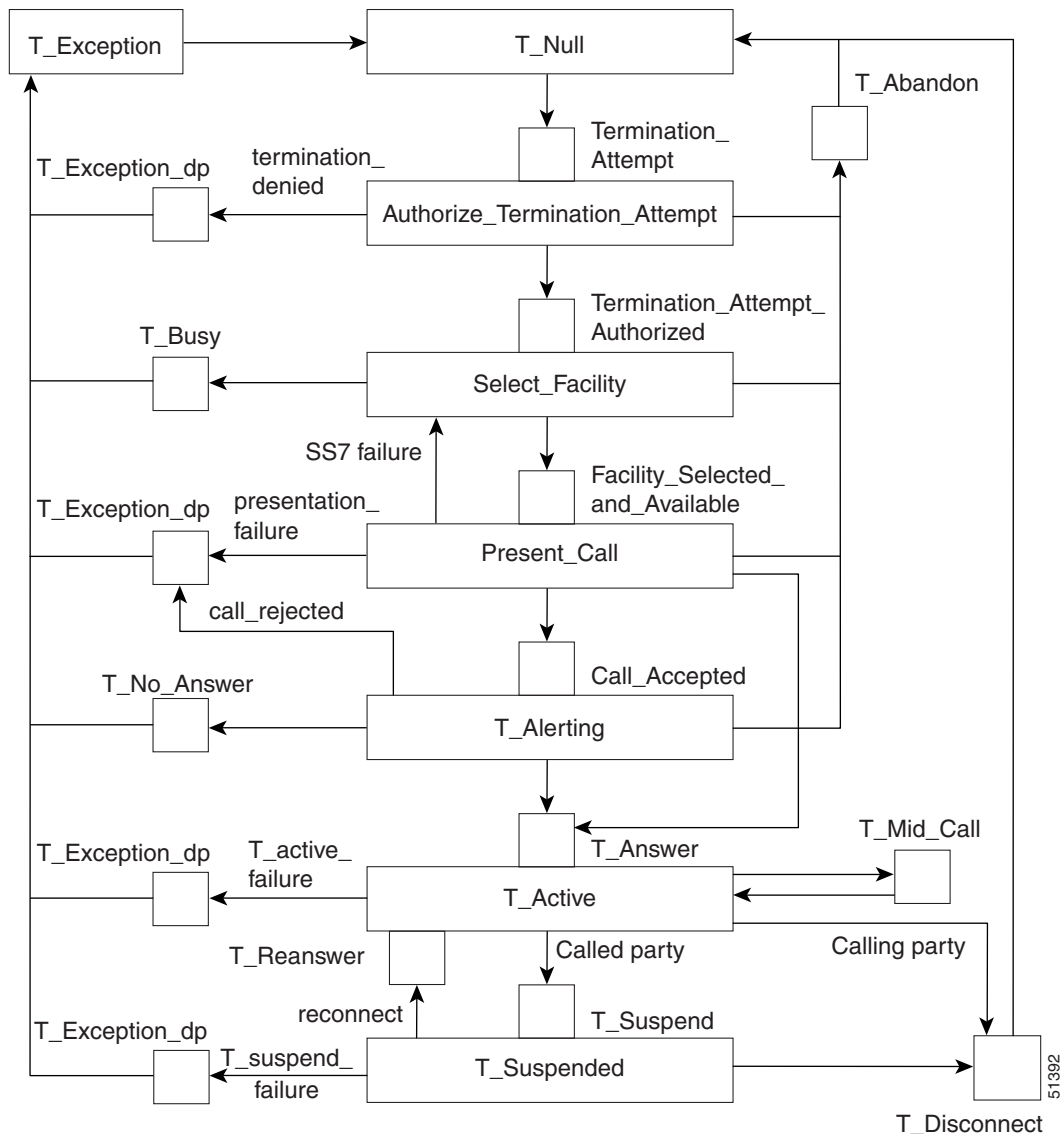 T_Exception
T_Null
T_Abandon
Termination_
Attempt
T_Exception_dp
termination_
denied
Authorize_Termination_Attempt
Termination_Attempt_
Authorized
T_Busy
Select_Facility
SS7 failure
Facility_Selected_
and_Available
T_Exception_dp
presentation_
failure
Present_Call
call_rejected
Call_Accepted
T_No_Answer
T_Alerting
T_Answer
T_Mid_Call
T_Exception_dp
T_active_
failure
T_Active
T_Reanswer
Called party
Calling party
reconnect
T_Suspend
T_Exception_dp
T_suspend_
failure
T_Suspended
51392
T_Disconnect